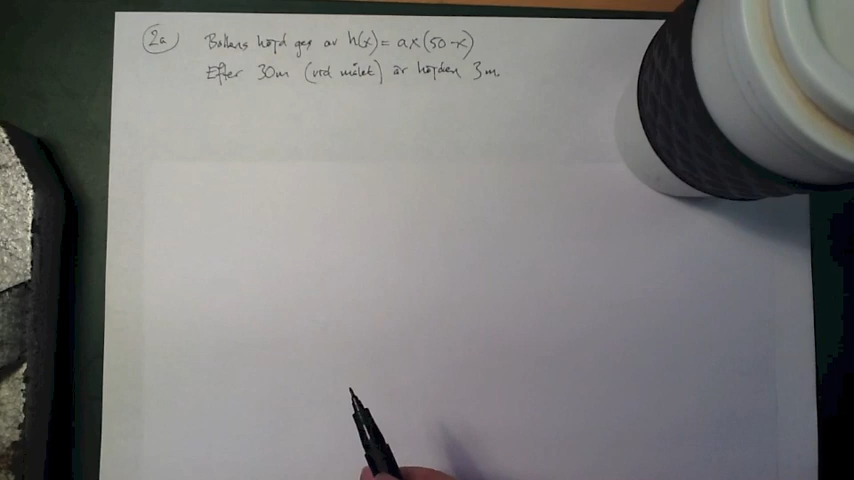 2a Bollens höjd ges av h(x) = ax(50-x)
Efter 30m (vid målet) är höjden 3m.